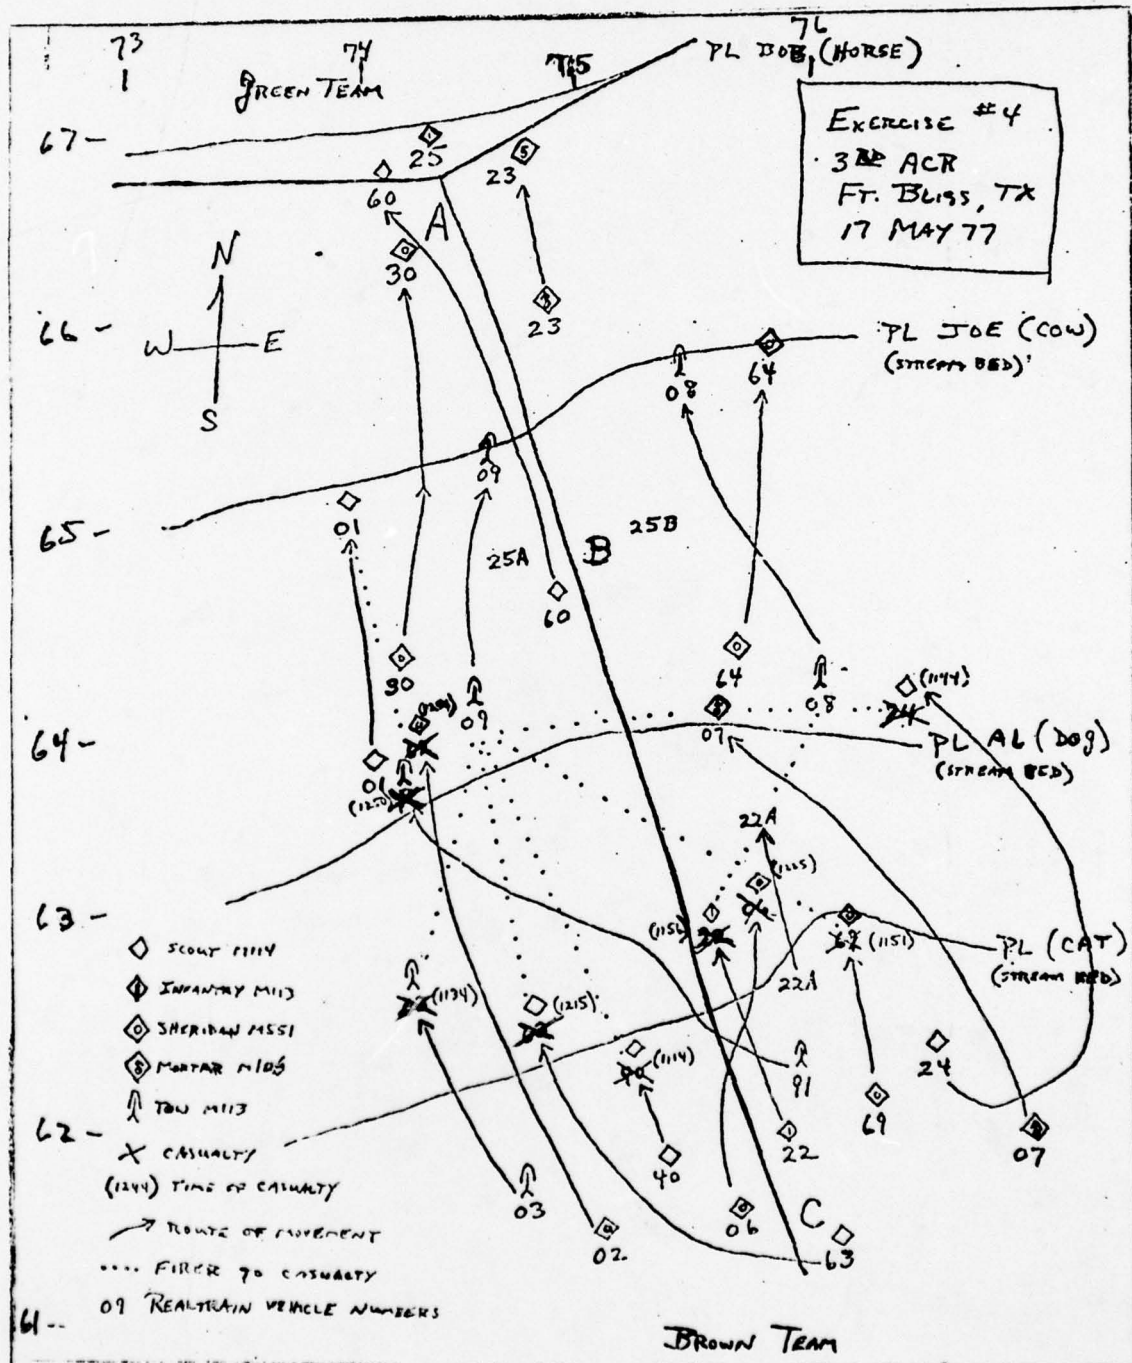 73
74
75
76
PL BOB (HORSE)
GREEN TEAM
EXERCISE #4
3RD ACR
FT. BLISS, TX
17 MAY 77
67 -
25
23
60
A
30
N
W E
S
66 -
23
PL JOE (COW)
(STREAM BED)
08
64
09
01
65 -
25A
B
25B
60
30
09
64
08
(1144)
24
07
64 -
PL AL (DOG)
(STREAM BED)
01
22A
(1225)
06
63 -
(1151)
PL (CAT)
(STREAM BED)
22A
(1134)
(1215)
(1114)
91
24
69
07
62 -
22
40
03
02
06
C
63
61 --
◇ SCOUT M114
INFANTRY M113
SHERIDAN M551
MORTAR M105
TOW M113
X CASUALTY
(1244) TIME OF CASUALTY
ROUTE OF MOVEMENT
.... FIRER TO CASUALTY
09 REALTRAIN VEHICLE NUMBERS
BROWN TEAM